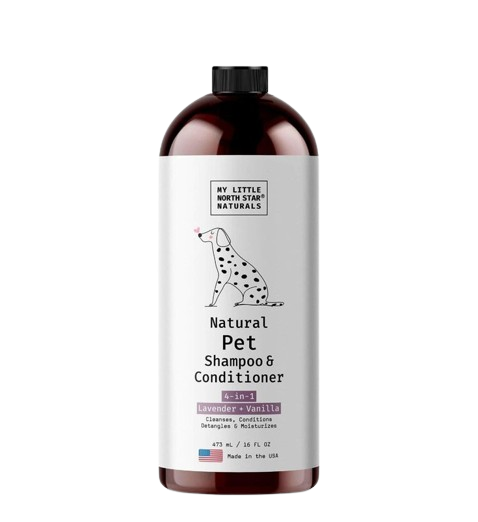 MY LITTLE
NORTH STAR®
NATURALS
Natural
Pet
Shampoo &
Conditioner
4-in-1
Lavender + Vanilla
Cleanses, Conditions
Detangles & Moisturizes
473 mL / 16 FL OZ
Made in the USA